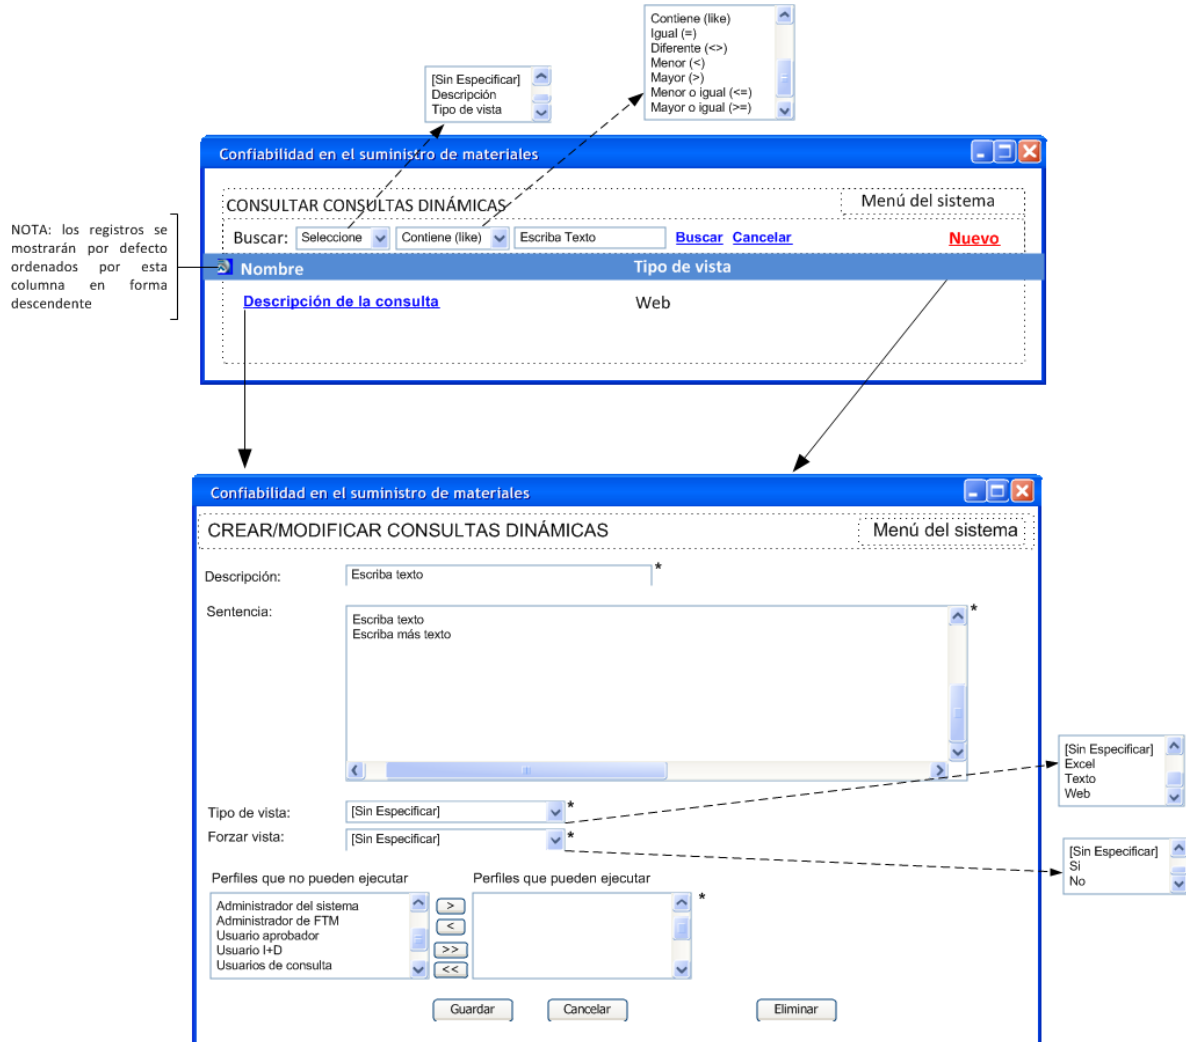 Contiene (like)
Igual (=)
Diferente (<>)
Menor (<)
Mayor (>)
Menor o igual (<=)
Mayor o igual (>=)
[Sin Especificar]
Descripción
Tipo de vista
Confiabilidad en el suministro de materiales
CONSULTAR CONSULTAS DINÁMICAS
Menú del sistema
Buscar: Seleccione Contiene (like) Escriba Texto Buscar Cancelar Nuevo
NOTA: los registros se
mostrarán por defecto
ordenados por esta
columna en forma
descendente
Nombre Tipo de vista
Descripción de la consulta Web
Confiabilidad en el suministro de materiales
CREAR/MODIFICAR CONSULTAS DINÁMICAS Menú del sistema
Descripción: Escriba texto *
Sentencia: *
Escriba texto
Escriba más texto
Tipo de vista: [Sin Especificar] *
Forzar vista: [Sin Especificar] *
[Sin Especificar]
Excel
Texto
Web
[Sin Especificar]
Si
No
Perfiles que no pueden ejecutar Perfiles que pueden ejecutar
*
Administrador del sistema
Administrador de FTM
Usuario aprobador
Usuario I+D
Usuarios de consulta
>
<
>>
<<
Guardar Cancelar Eliminar